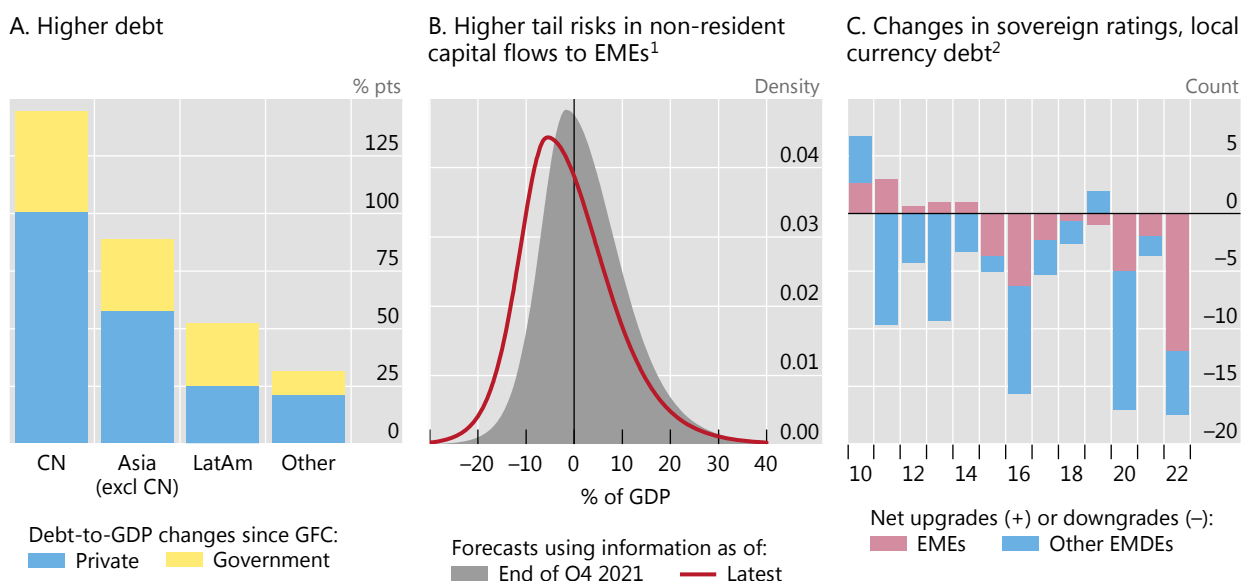 A. Higher debt
% pts
125
100
75
50
25
0
CN
Asia
(excl CN)
LatAm
Other
Debt-to-GDP changes since GFC:
Private
Government
B. Higher tail risks in non-resident
capital flows to EMEs1
Density
0.04
0.03
0.02
0.01
0.00
–20 –10 0 10 20 30 40
% of GDP
Forecasts using information as of:
End of Q4 2021
Latest
C. Changes in sovereign ratings, local
currency debt2
Count
5
0
–5
–10
–15
–20
10 12 14 16 18 20 22
Net upgrades (+) or downgrades (–):
EMEs
Other EMDEs